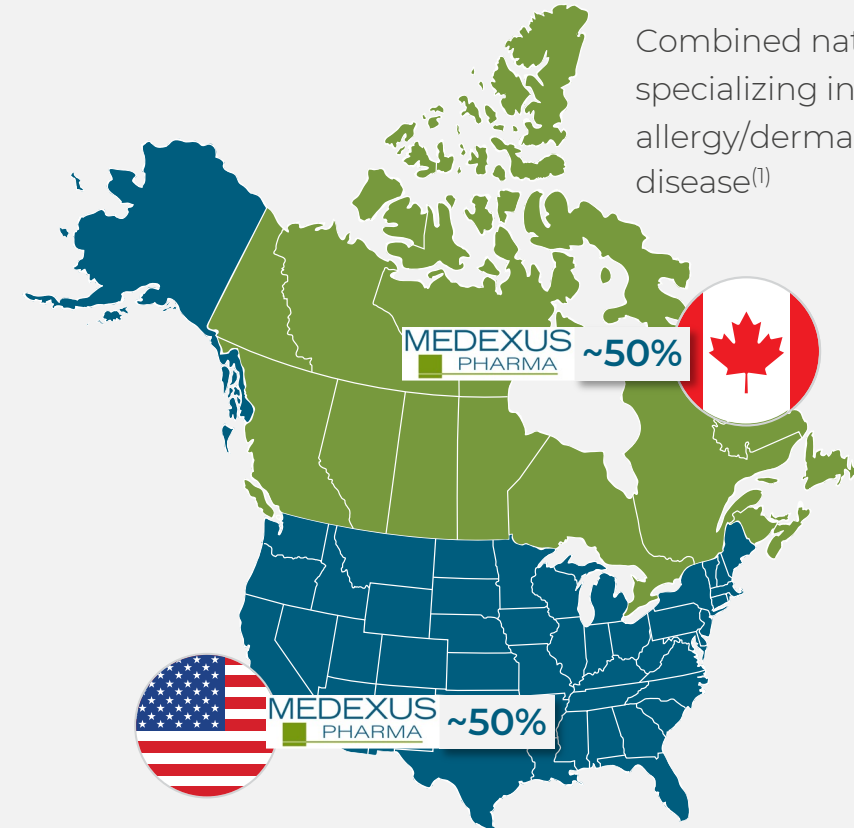 Combined nat
specializing in
allergy/derma
disease(1)
MEDEXUS
PHARMA
~50%
MEDEXUS
PHARMA
~50%